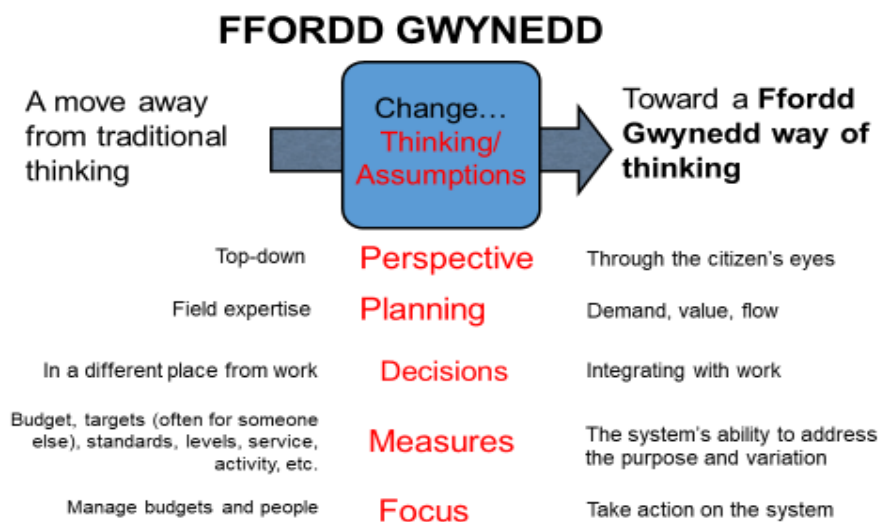 FFORDD GWYNEDD
A move away
from traditional
thinking
Change…
Thinking/
Assumptions
Toward a Ffordd
Gwynedd way of
thinking
Top-down
Perspective
Through the citizen's eyes
Field expertise
Planning
Demand, value, flow
In a different place from work
Decisions
Integrating with work
Budget, targets (often for someone
else), standards, levels, service,
activity, etc.
Measures
The system's ability to address
the purpose and variation
Manage budgets and people
Focus
Take action on the system